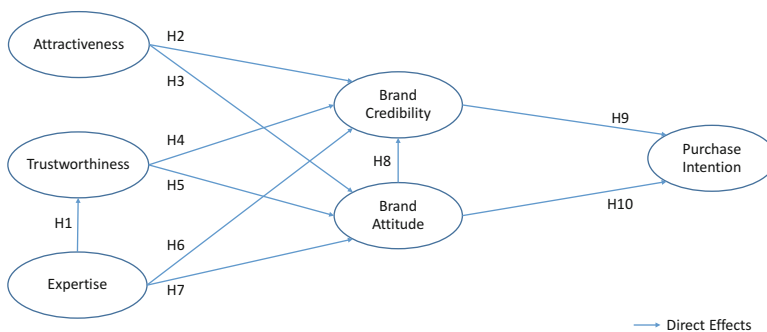 Attractiveness
H2
H3
Brand
Credibility
H4
H9
Trustworthiness
H5
H8
Purchase
Intention
Brand
Attitude
H10
H1
H6
Expertise
H7
Direct Effects